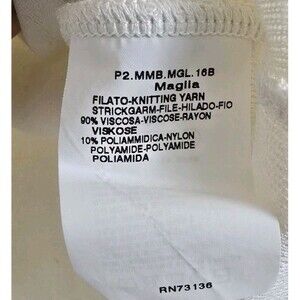 P2.MMB.MGL.16B
Maglia
FILATO-KNITTING YARN
STRICKGARM-FILE-HILADO-FIO
90% VISCOSA-VISCOSE-RAYON
VISKOSE
10% POLIAMMIDICA-NYLON
POLYAMIDE-POLYAMIDE
POLIAMIDA
RN73136